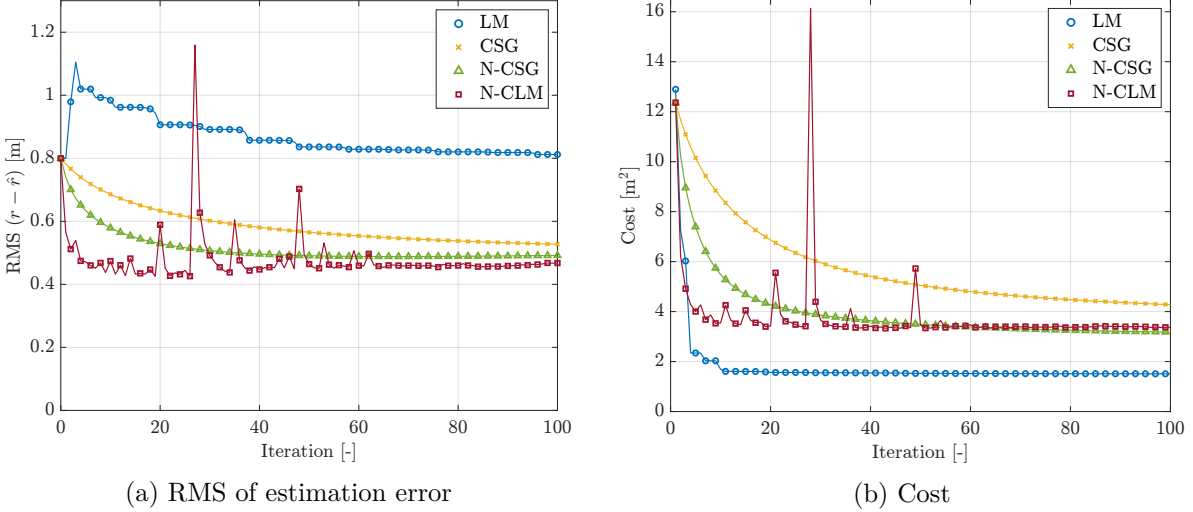 1.2
1
0.8
0.6
0.4
0.2
0
RMS (r − r̂) [m]
0 20 40 60 80 100
Iteration [-]
LM
CSG
N-CSG
N-CLM
(a) RMS of estimation error
16
14
12
10
8
6
4
2
0
Cost [m²]
0 20 40 60 80 100
Iteration [-]
LM
CSG
N-CSG
N-CLM
(b) Cost